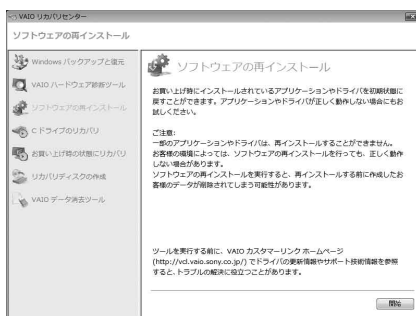 VAIO リカバリセンター
ソフトウェアの再インストール
Windows バックアップと復元
VAIO ハードウェア診断ツール
ソフトウェアの再インストール
C ドライブのリカバリ
お買い上げ時の状態にリカバリ
リカバリディスクの作成
VAIO データ消去ツール
ソフトウェアの再インストール
お買い上げ時にインストールされているアプリケーションやドライバを初期状態に
戻すことができます。アプリケーションやドライバが正しく動作しない場合にもお
試しください。
ご注意:
一部のアプリケーションやドライバは、再インストールすることができません。
お客様の環境によっては、ソフトウェアの再インストールを行っても、正しく動作
しない場合があります。
ソフトウェアの再インストールを実行すると、再インストールする前に作成したお
客様のデータが削除されてしまう可能性があります。
ツールを実行する前に、VAIO カスタマーリンク ホームページ
(http://vcl.vaio.sony.co.jp/) でドライバの更新情報やサポート技術情報を参照
すると、トラブルの解決に役立つことがあります。
開始